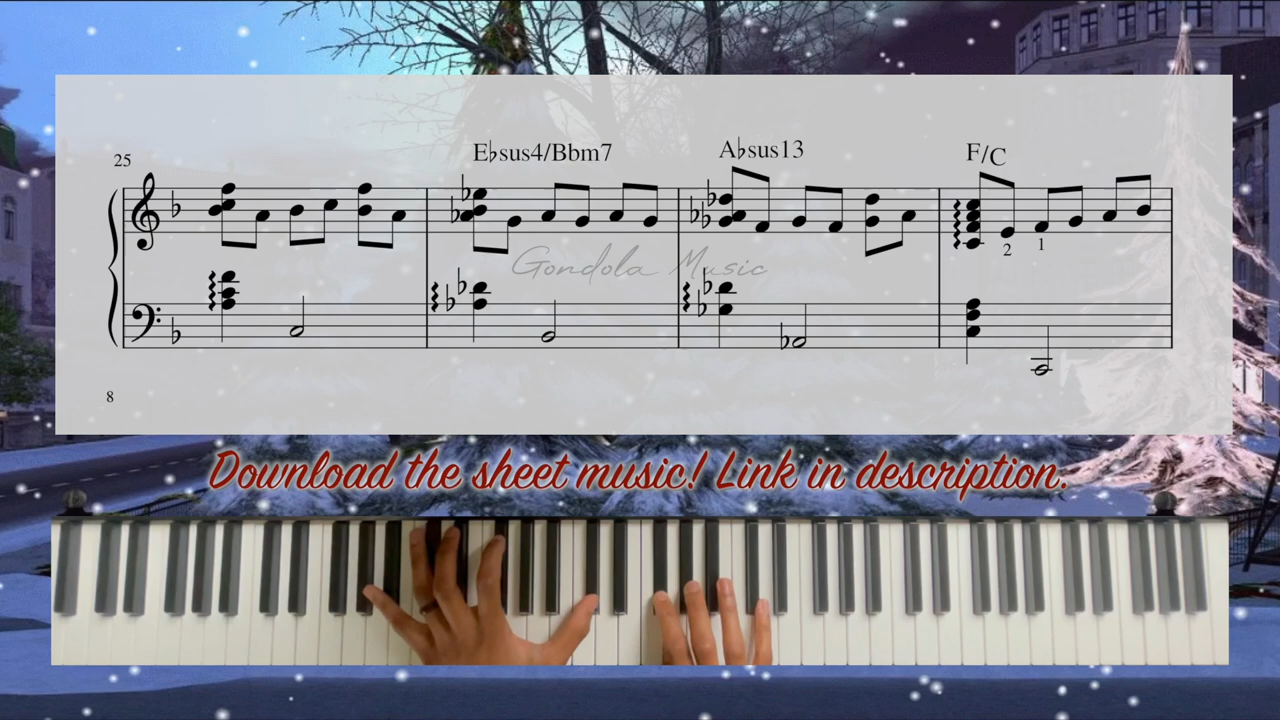 25
E♭sus4/Bbm7
A♭sus13
F/C
2
1
Gondola Music
8
Download the sheet music! Link in description.